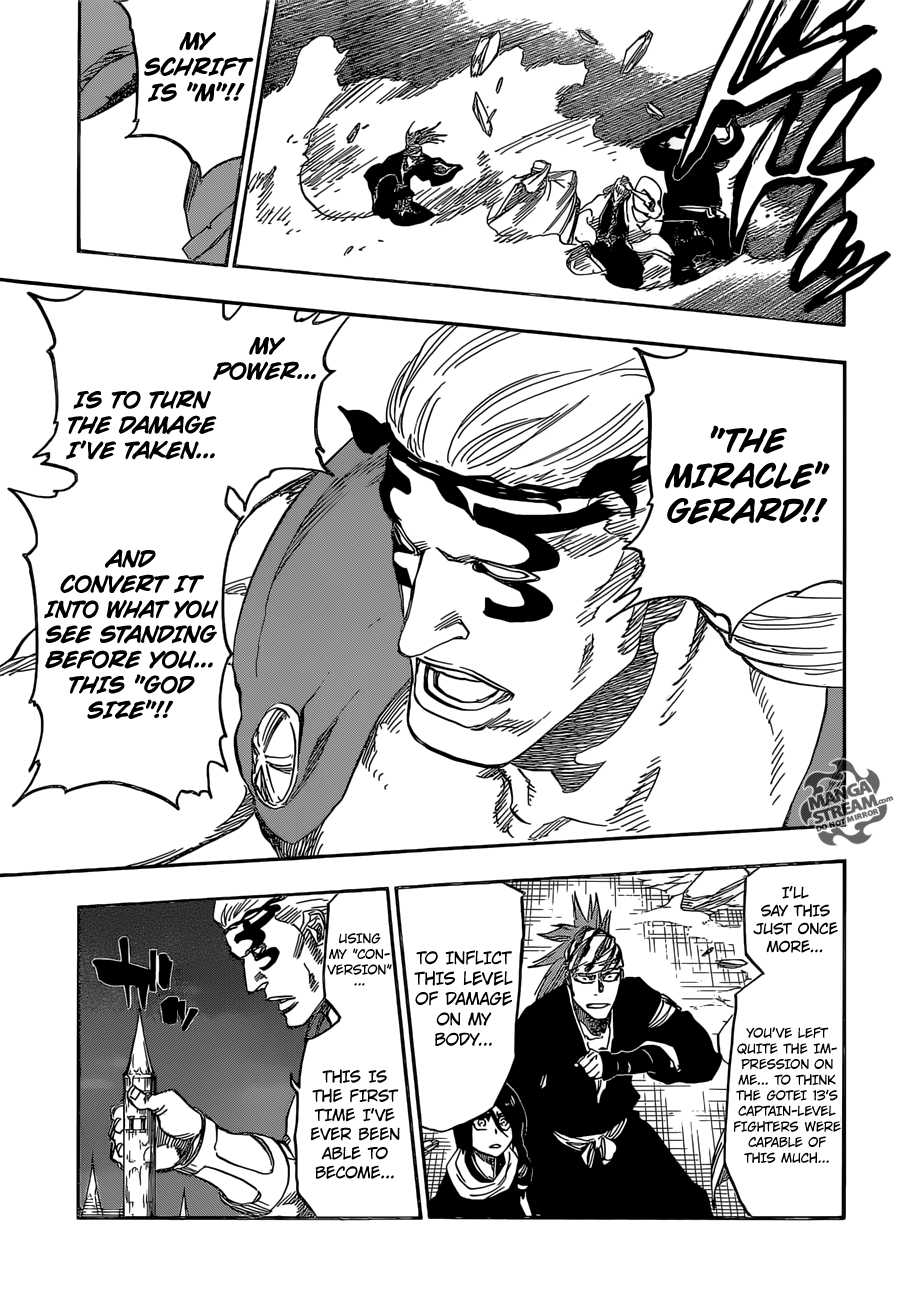 MY
SCHRIFT
IS "M"!!
"THE
MIRACLE"
GERARD!!
MY
POWER...
IS TO TURN
THE DAMAGE
I'VE TAKEN...
AND
CONVERT IT
INTO WHAT YOU
SEE STANDING
BEFORE YOU...
THIS "GOD
SIZE"!!
MANGA
STREAM.com
DO NOT MIRROR!
I'LL
SAY THIS
JUST ONCE
MORE...
YOU'VE LEFT
QUITE THE IM-
PRESSION ON
ME... TO THINK
THE GOTEI 13'S
CAPTAIN-LEVEL
FIGHTERS WERE
CAPABLE OF
THIS MUCH...
TO INFLICT
THIS LEVEL
OF DAMAGE
ON MY
BODY...
USING
MY "CON-
VERSION"
...
THIS IS
THE FIRST
TIME I'VE
EVER BEEN
ABLE TO
BECOME...